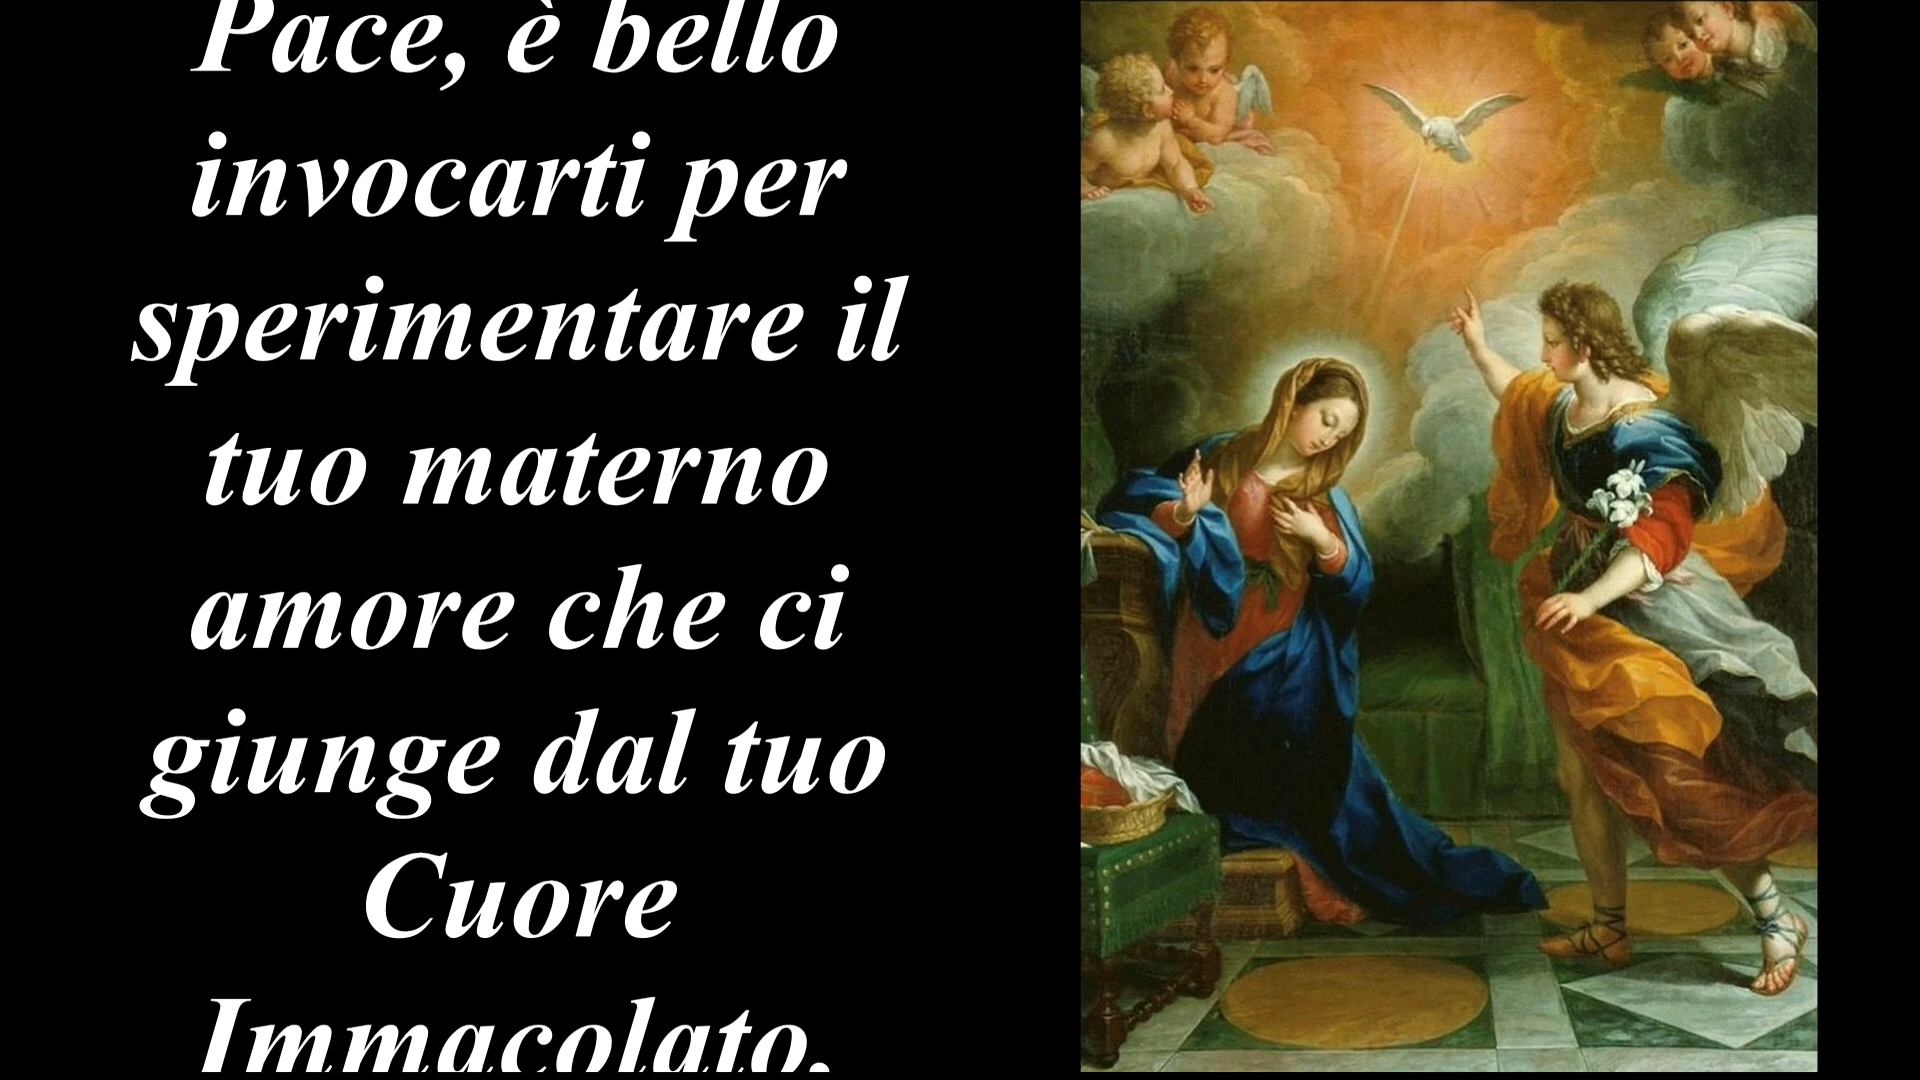 Pace, è bello
invocarti per
sperimentare il
tuo materno
amore che ci
giunge dal tuo
Cuore
Immacolato.